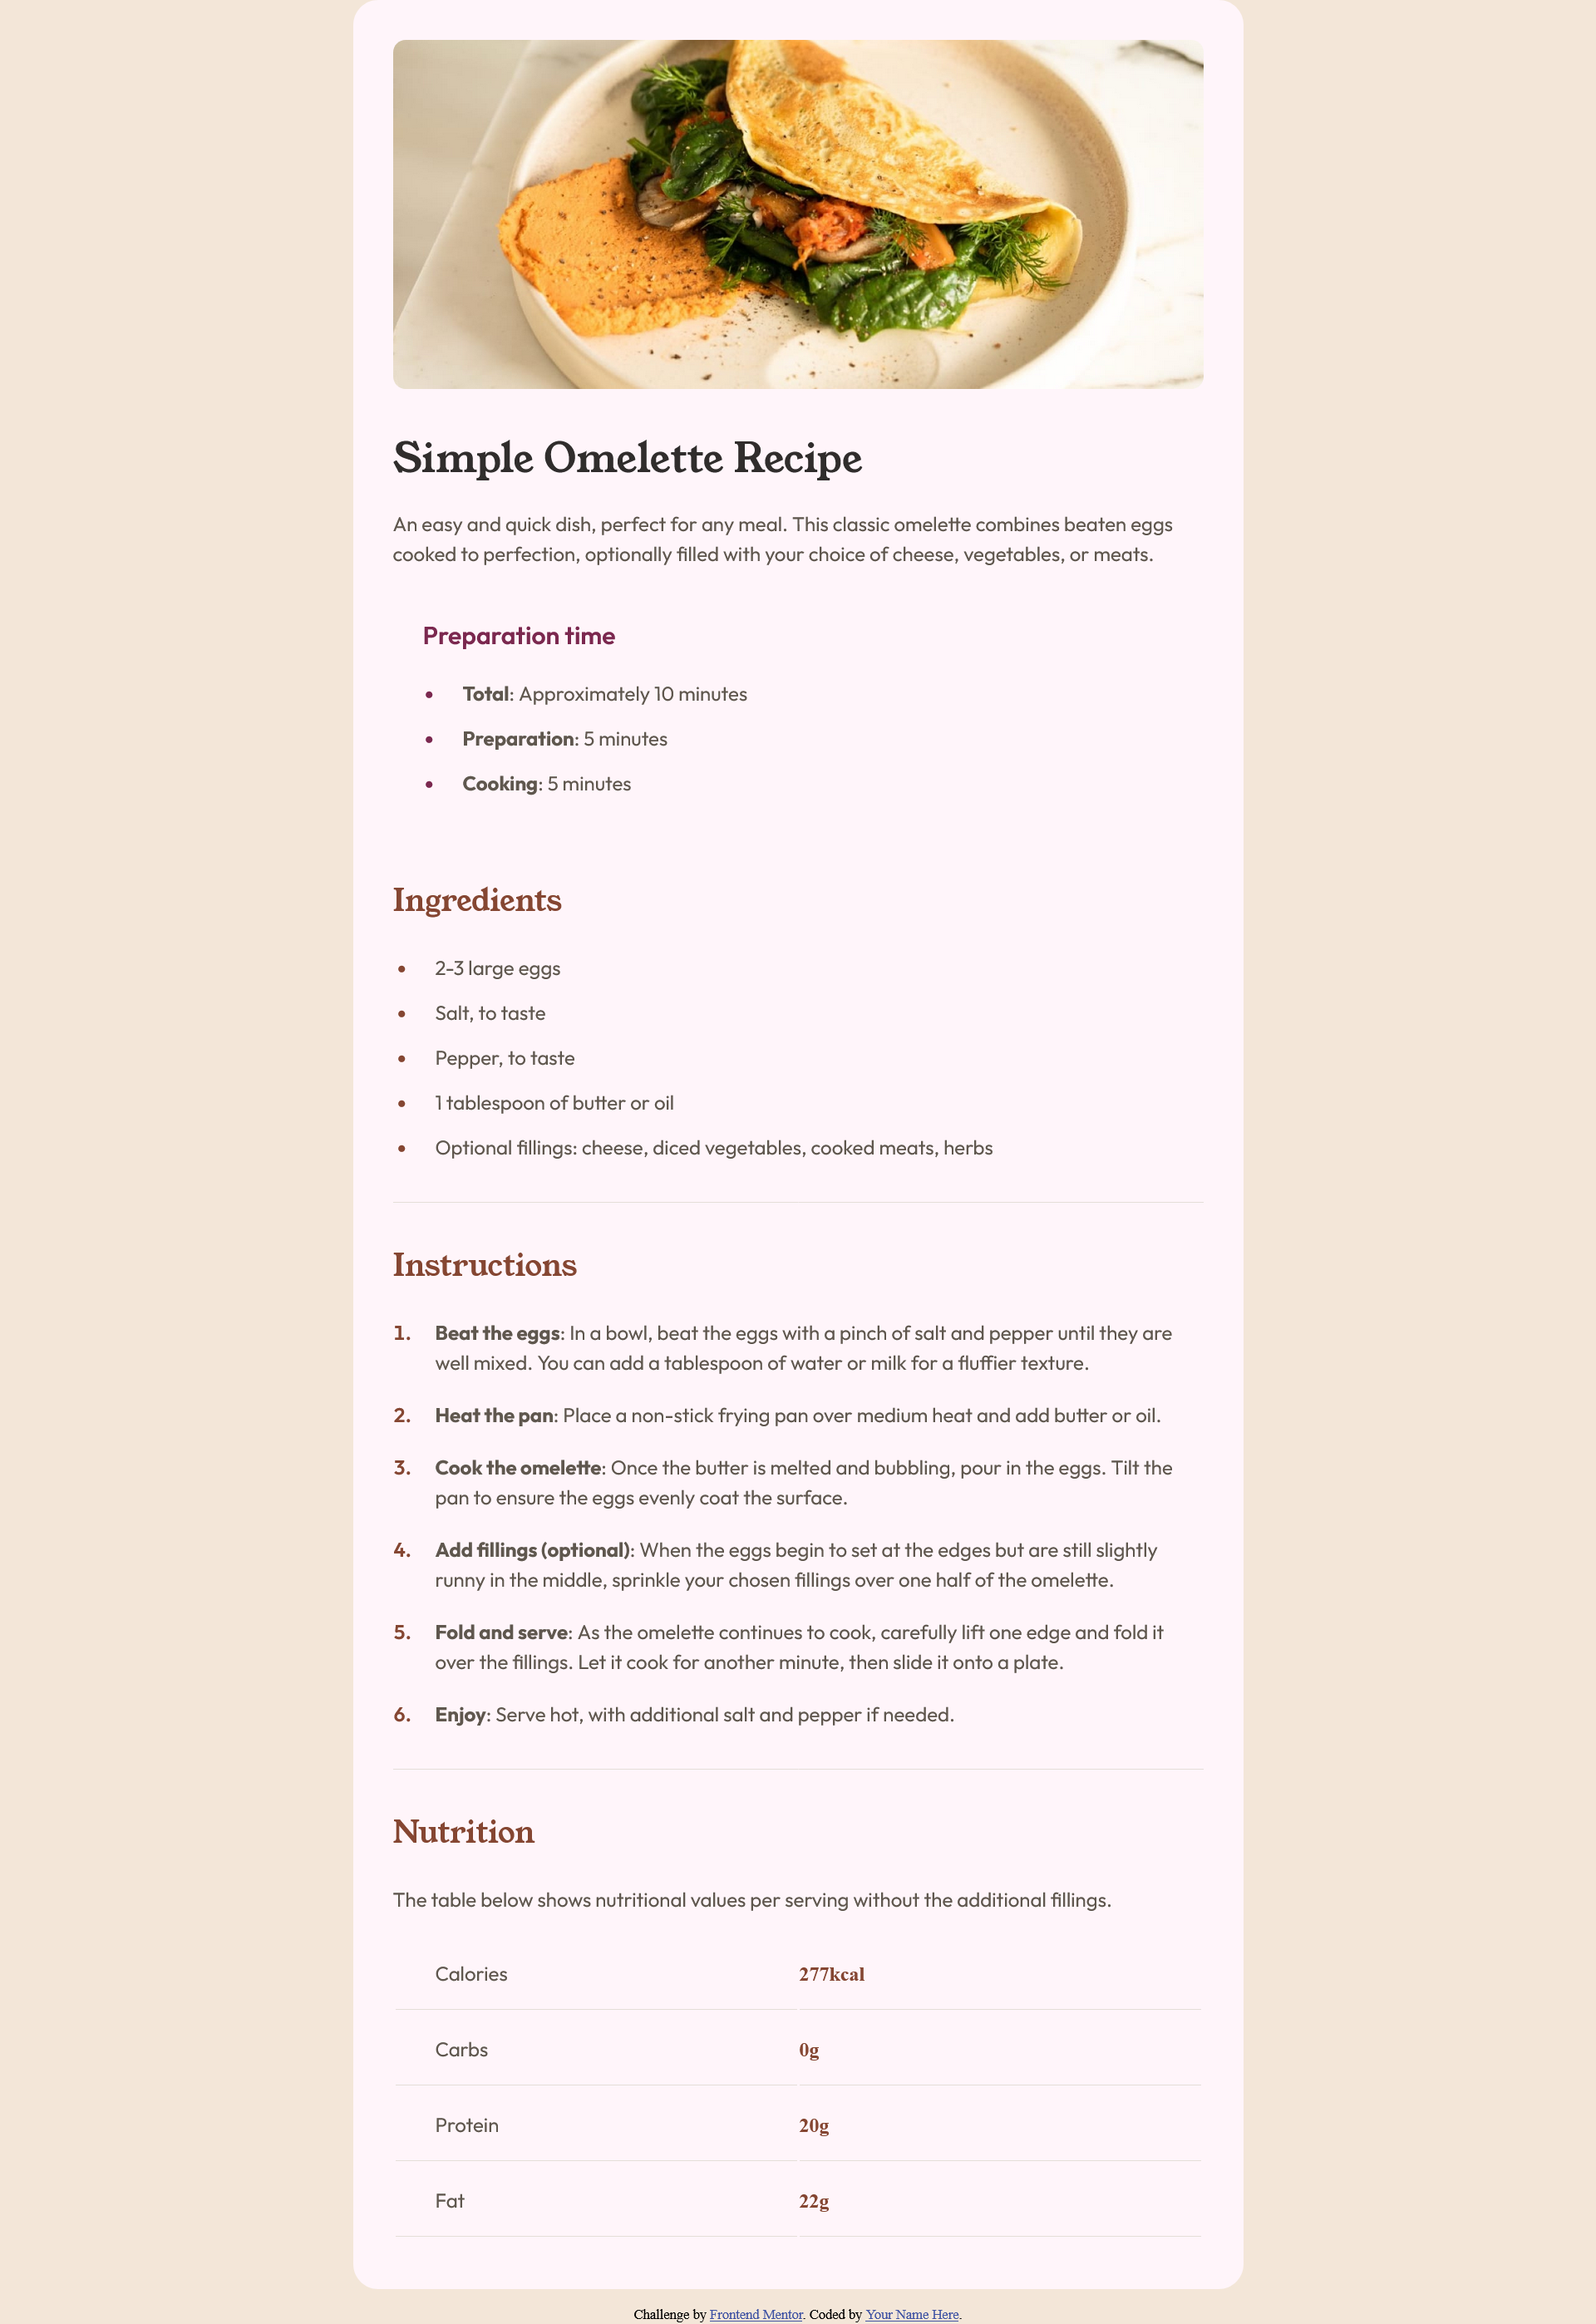 Simple Omelette Recipe
An easy and quick dish, perfect for any meal. This classic omelette combines beaten eggs
cooked to perfection, optionally filled with your choice of cheese, vegetables, or meats.
Preparation time
• Total: Approximately 10 minutes
• Preparation: 5 minutes
• Cooking: 5 minutes
Ingredients
• 2-3 large eggs
• Salt, to taste
• Pepper, to taste
• 1 tablespoon of butter or oil
• Optional fillings: cheese, diced vegetables, cooked meats, herbs
Instructions
1. Beat the eggs: In a bowl, beat the eggs with a pinch of salt and pepper until they are
well mixed. You can add a tablespoon of water or milk for a fluffier texture.
2. Heat the pan: Place a non-stick frying pan over medium heat and add butter or oil.
3. Cook the omelette: Once the butter is melted and bubbling, pour in the eggs. Tilt the
pan to ensure the eggs evenly coat the surface.
4. Add fillings (optional): When the eggs begin to set at the edges but are still slightly
runny in the middle, sprinkle your chosen fillings over one half of the omelette.
5. Fold and serve: As the omelette continues to cook, carefully lift one edge and fold it
over the fillings. Let it cook for another minute, then slide it onto a plate.
6. Enjoy: Serve hot, with additional salt and pepper if needed.
Nutrition
The table below shows nutritional values per serving without the additional fillings.
Calories 277kcal
Carbs 0g
Protein 20g
Fat 22g
Challenge by Frontend Mentor. Coded by Your Name Here.